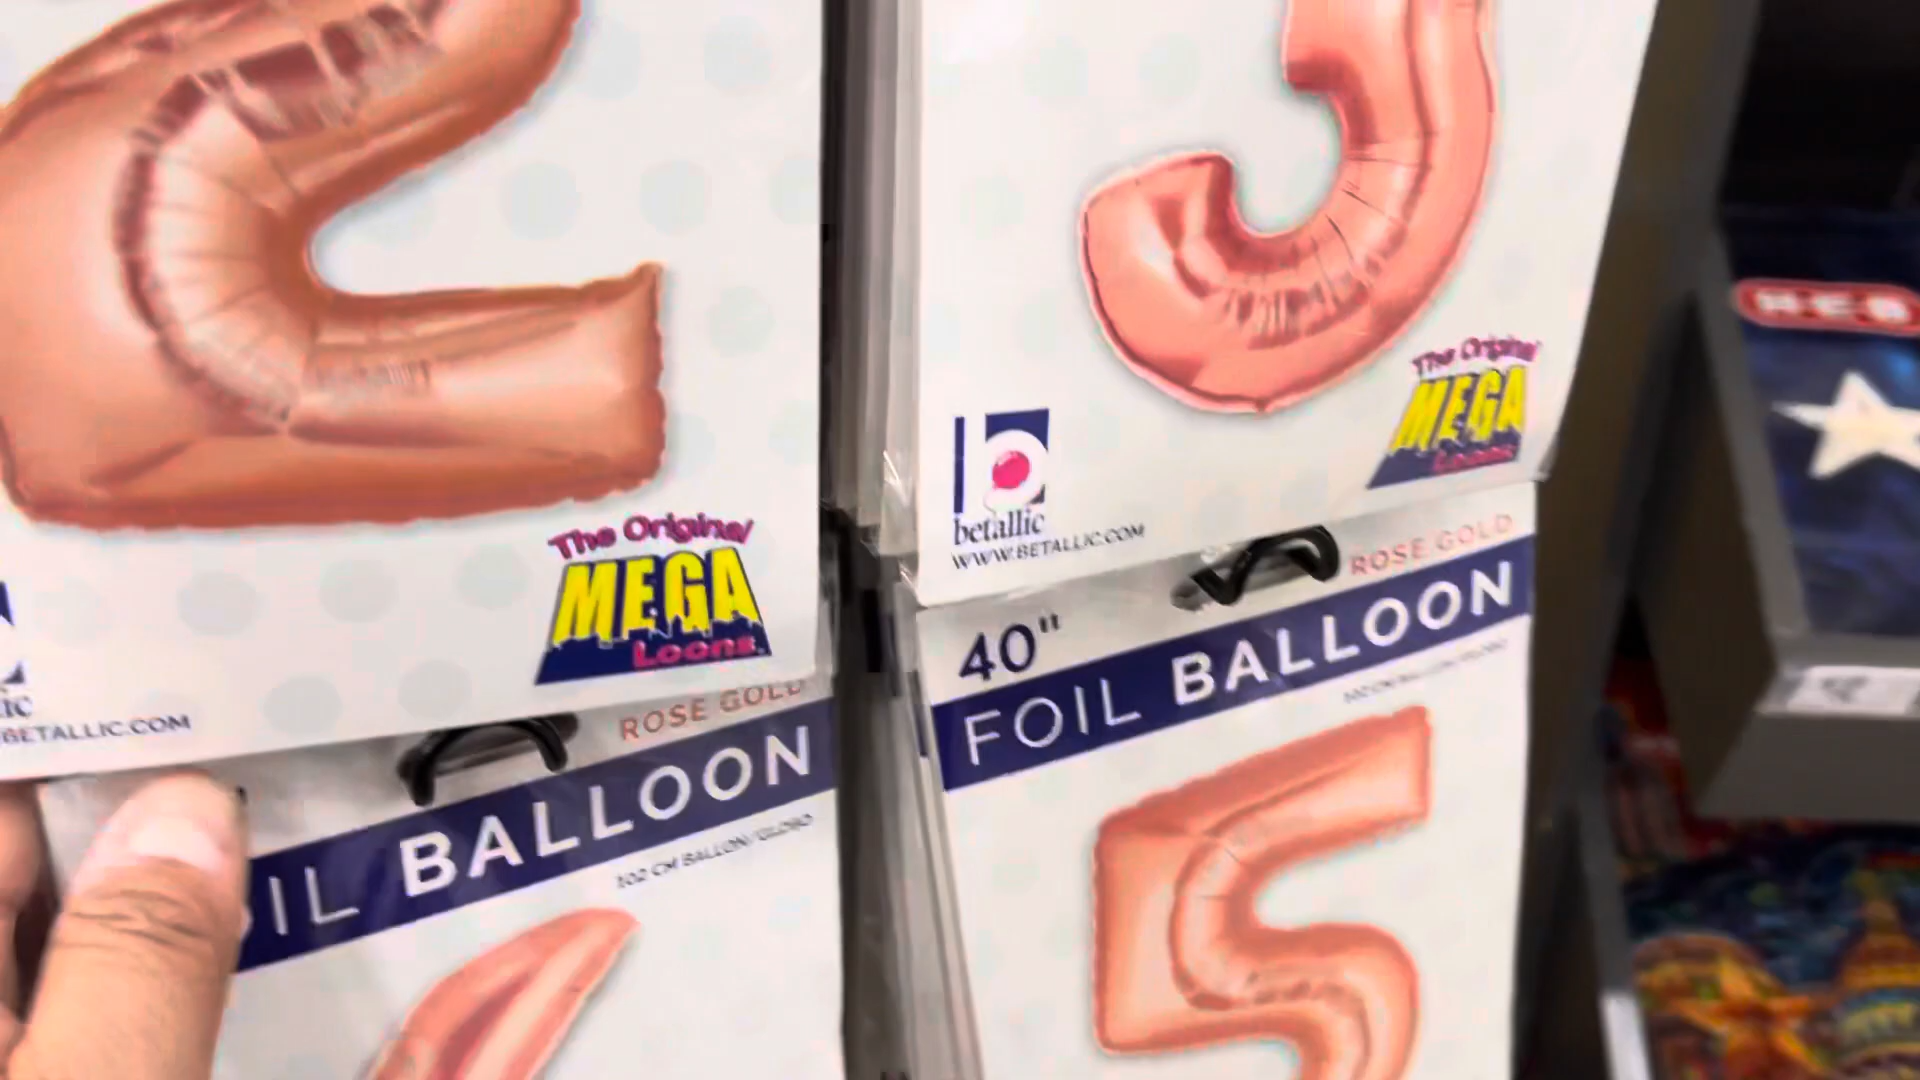 The Original
MEGA
Loons
BETALLIC.COM
ROSE GOLD
IL BALLOON
102 CM BALLON/GLOBO
The Original
MEGA
Loons
betallic
WWW.BETALLIC.COM
ROSE GOLD
40"
FOIL BALLOON
H-E-B